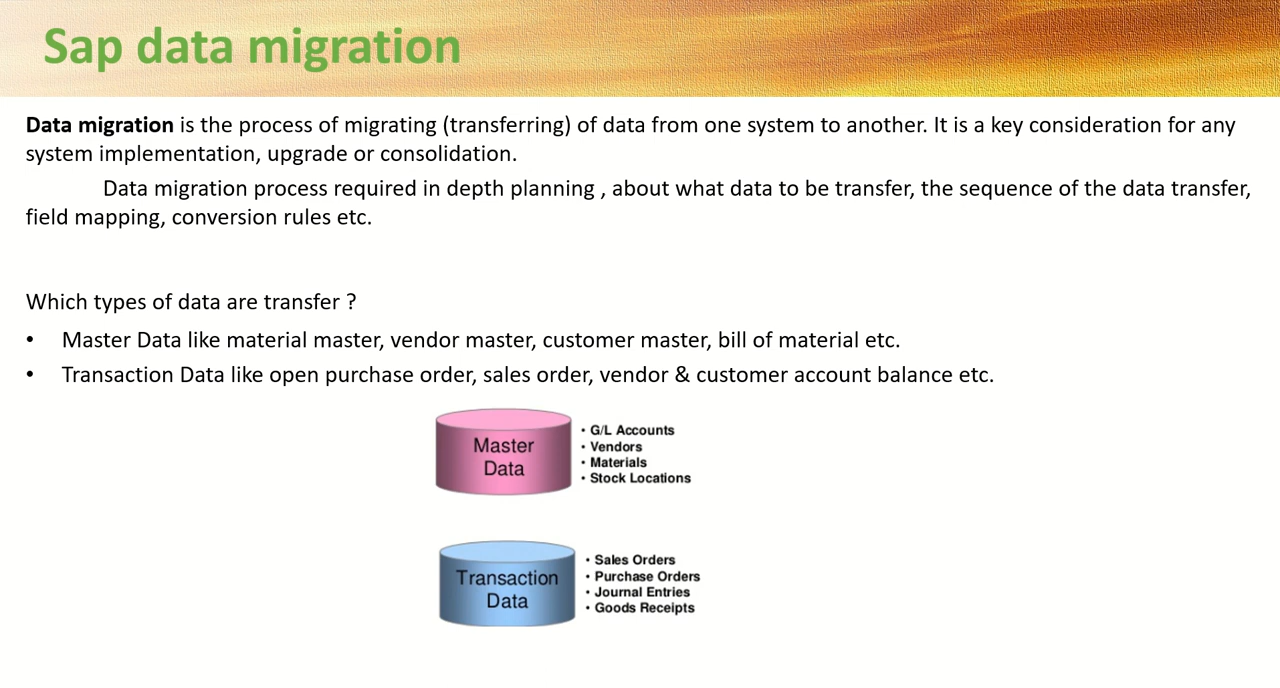 Sap data migration
Data migration is the process of migrating (transferring) of data from one system to another. It is a key consideration for any
system implementation, upgrade or consolidation.
Data migration process required in depth planning , about what data to be transfer, the sequence of the data transfer,
field mapping, conversion rules etc.
Which types of data are transfer ?
• Master Data like material master, vendor master, customer master, bill of material etc.
• Transaction Data like open purchase order, sales order, vendor & customer account balance etc.
Master
Data
• G/L Accounts
• Vendors
• Materials
• Stock Locations
Transaction
Data
• Sales Orders
• Purchase Orders
• Journal Entries
• Goods Receipts